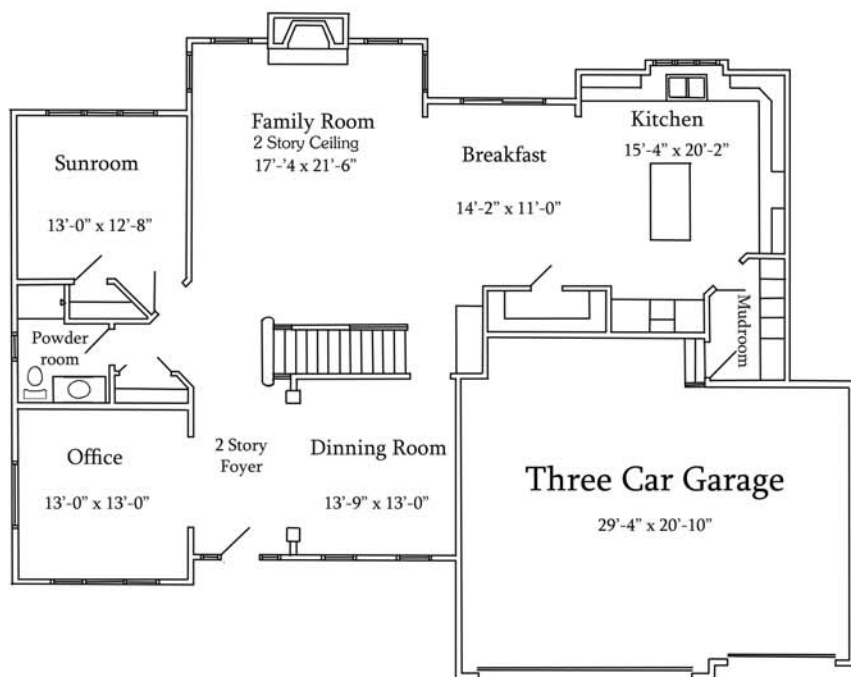 Family Room
2 Story Ceiling
17'-'4 x 21'-6"
Kitchen
15'-4" x 20'-2"
Sunroom
13'-0" x 12'-8"
Breakfast
14'-2" x 11'-0"
Powder
room
Mudroom
Office
13'-0" x 13'-0"
2 Story
Foyer
Dinning Room
13'-9" x 13'-0"
Three Car Garage
29'-4" x 20'-10"